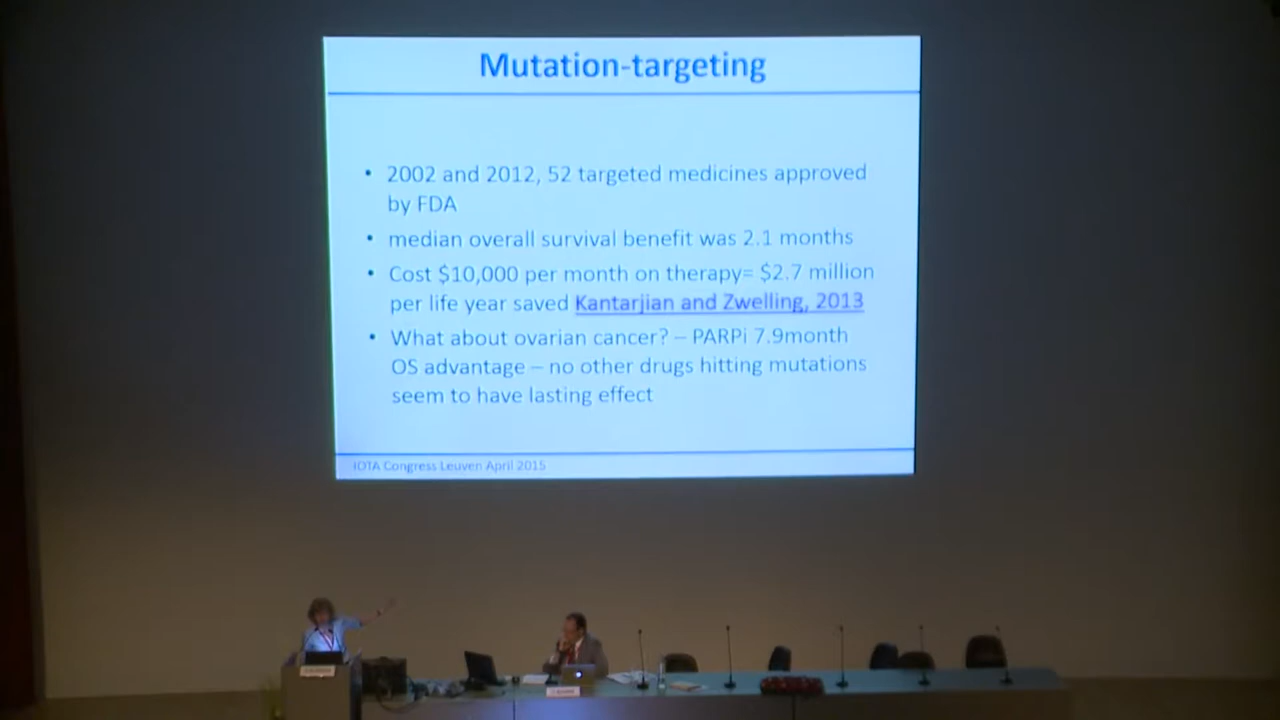 Mutation-targeting
• 2002 and 2012, 52 targeted medicines approved
by FDA
• median overall survival benefit was 2.1 months
• Cost $10,000 per month on therapy= $2.7 million
per life year saved Kantarjian and Zwelling, 2013
• What about ovarian cancer? – PARPi 7.9month
OS advantage – no other drugs hitting mutations
seem to have lasting effect
IOTA Congress Leuven April 2015